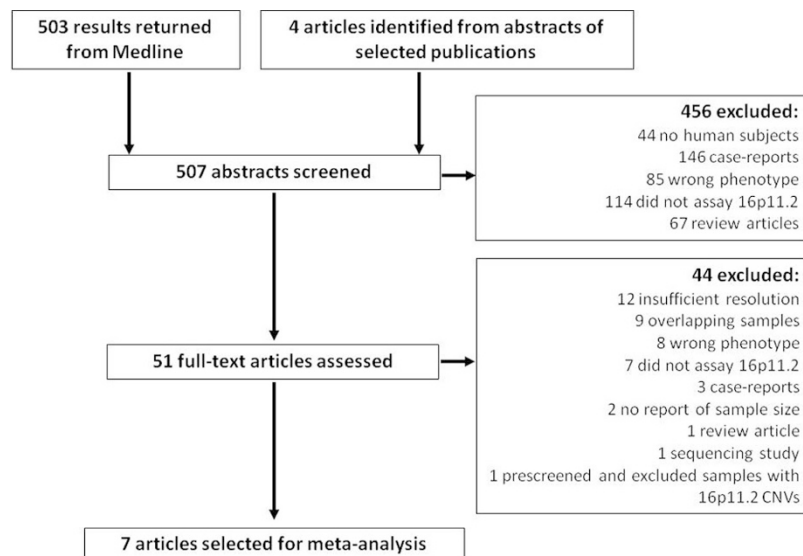 503 results returned
from Medline
4 articles identified from abstracts of
selected publications
507 abstracts screened
456 excluded:
44 no human subjects
146 case-reports
85 wrong phenotype
114 did not assay 16p11.2
67 review articles
51 full-text articles assessed
44 excluded:
12 insufficient resolution
9 overlapping samples
8 wrong phenotype
7 did not assay 16p11.2
3 case-reports
2 no report of sample size
1 review article
1 sequencing study
1 prescreened and excluded samples with
16p11.2 CNVs
7 articles selected for meta-analysis